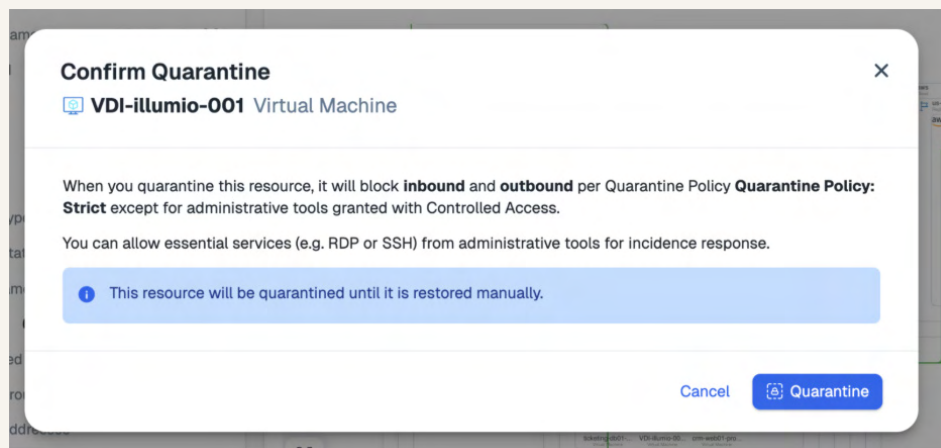 Confirm Quarantine
VDI-illumio-001 Virtual Machine
When you quarantine this resource, it will block inbound and outbound per Quarantine Policy Quarantine Policy:
Strict except for administrative tools granted with Controlled Access.
You can allow essential services (e.g. RDP or SSH) from administrative tools for incidence response.
This resource will be quarantined until it is restored manually.
Cancel
Quarantine